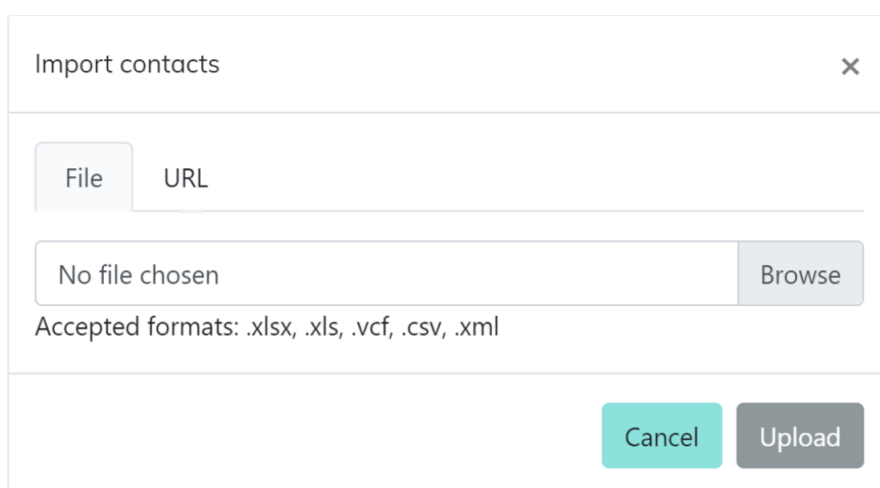 Import contacts ×
File URL
No file chosen Browse
Accepted formats: .xlsx, .xls, .vcf, .csv, .xml
Cancel Upload